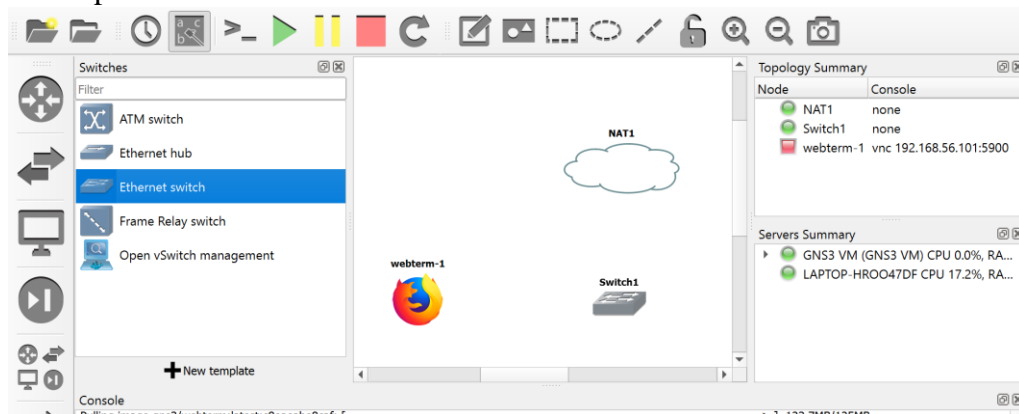 Switches
Filter
ATM switch
Ethernet hub
Ethernet switch
Frame Relay switch
Open vSwitch management
New template
NAT1
webterm-1
Switch1
Topology Summary
Node Console
NAT1 none
Switch1 none
webterm-1 vnc 192.168.56.101:5900
Servers Summary
GNS3 VM (GNS3 VM) CPU 0.0%, RA...
LAPTOP-HROO47DF CPU 17.2%, RA...
Console